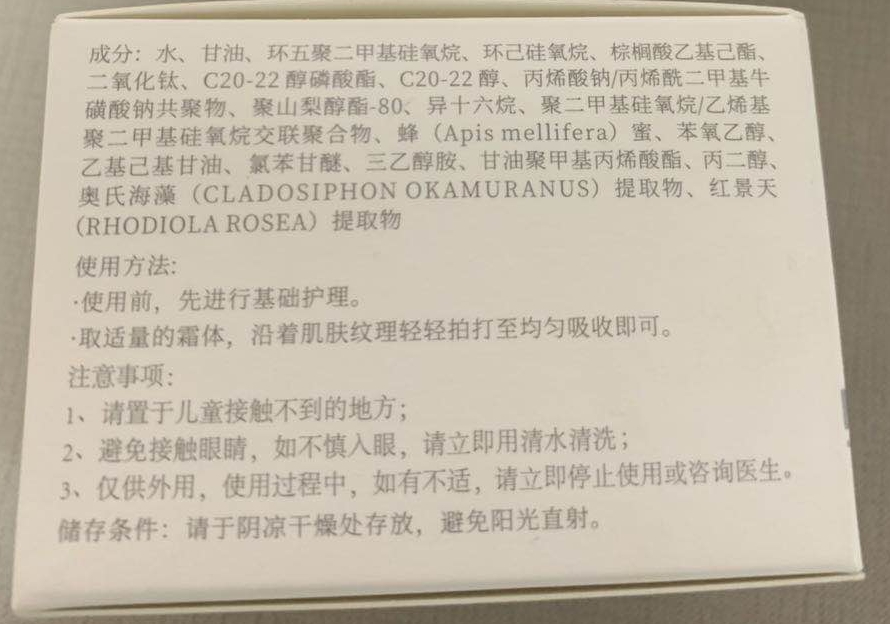 成分：水、甘油、环五聚二甲基硅氧烷、环己硅氧烷、棕榈酸乙基己酯、
二氧化钛、C20-22 醇磷酸酯、C20-22 醇、丙烯酸钠/丙烯酰二甲基牛
磺酸钠共聚物、聚山梨醇酯-80、异十六烷、聚二甲基硅氧烷/乙烯基
聚二甲基硅氧烷交联聚合物、蜂（Apis mellifera）蜜、苯氧乙醇、
乙基己基甘油、氯苯甘醚、三乙醇胺、甘油聚甲基丙烯酸酯、丙二醇、
奥氏海藻（CLADOSIPHON OKAMURANUS）提取物、红景天
（RHODIOLA ROSEA）提取物
使用方法:
·使用前，先进行基础护理。
·取适量的霜体，沿着肌肤纹理轻轻拍打至均匀吸收即可。
注意事项:
1、请置于儿童接触不到的地方；
2、避免接触眼睛，如不慎入眼，请立即用清水清洗；
3、仅供外用，使用过程中，如有不适，请立即停止使用或咨询医生。
储存条件：请于阴凉干燥处存放，避免阳光直射。